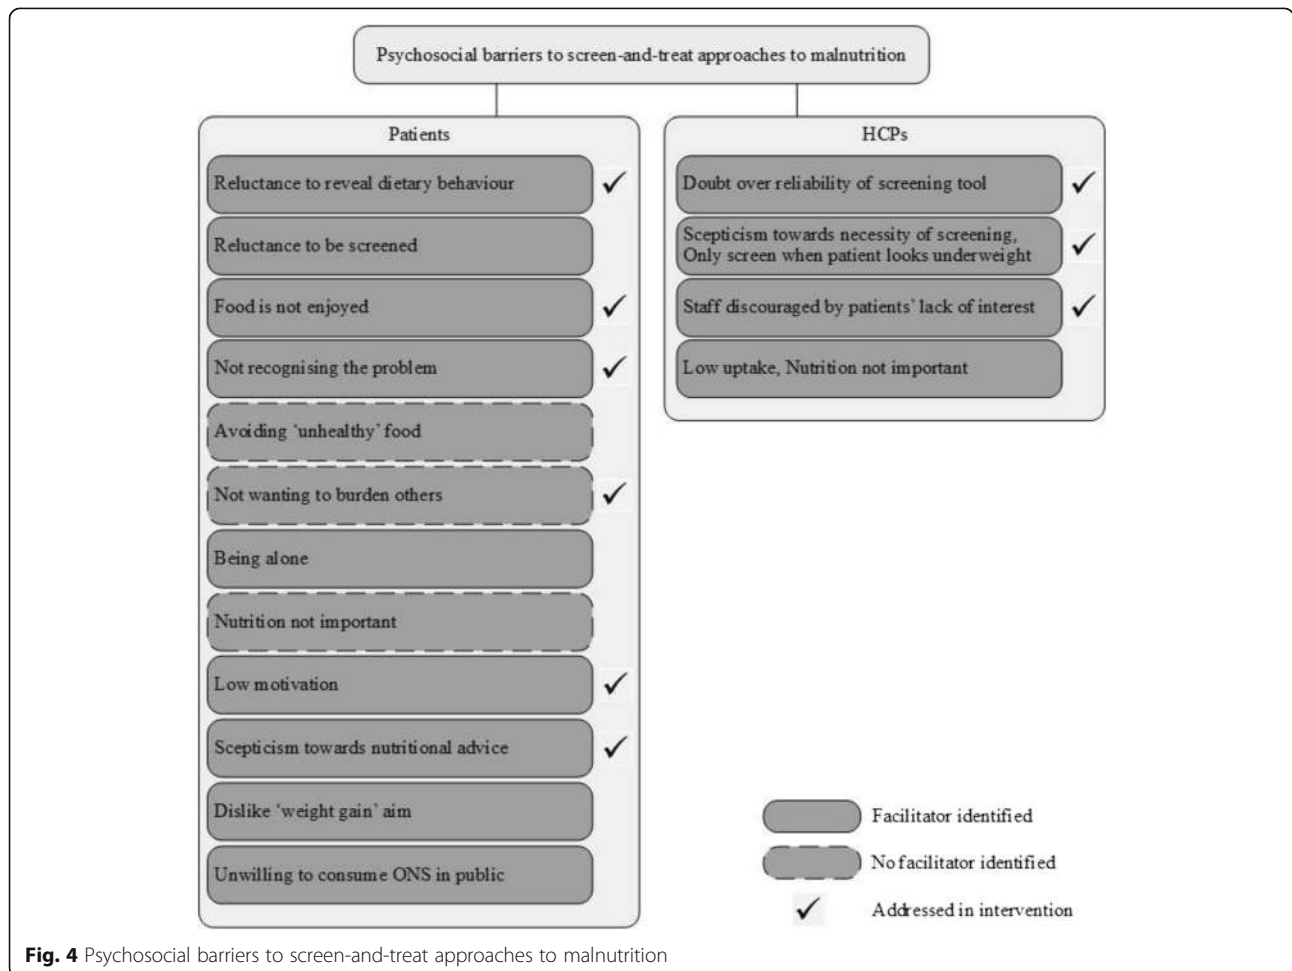 Psychosocial barriers to screen-and-treat approaches to malnutrition
Patients
Reluctance to reveal dietary behaviour
Reluctance to be screened
Food is not enjoyed
Not recognising the problem
Avoiding ‘unhealthy’ food
Not wanting to burden others
Being alone
Nutrition not important
Low motivation
Scepticism towards nutritional advice
Dislike ‘weight gain’ aim
Unwilling to consume ONS in public
HCPs
Doubt over reliability of screening tool
Scepticism towards necessity of screening,
Only screen when patient looks underweight
Staff discouraged by patients’ lack of interest
Low uptake, Nutrition not important
Facilitator identified
No facilitator identified
Addressed in intervention
Fig. 4 Psychosocial barriers to screen-and-treat approaches to malnutrition